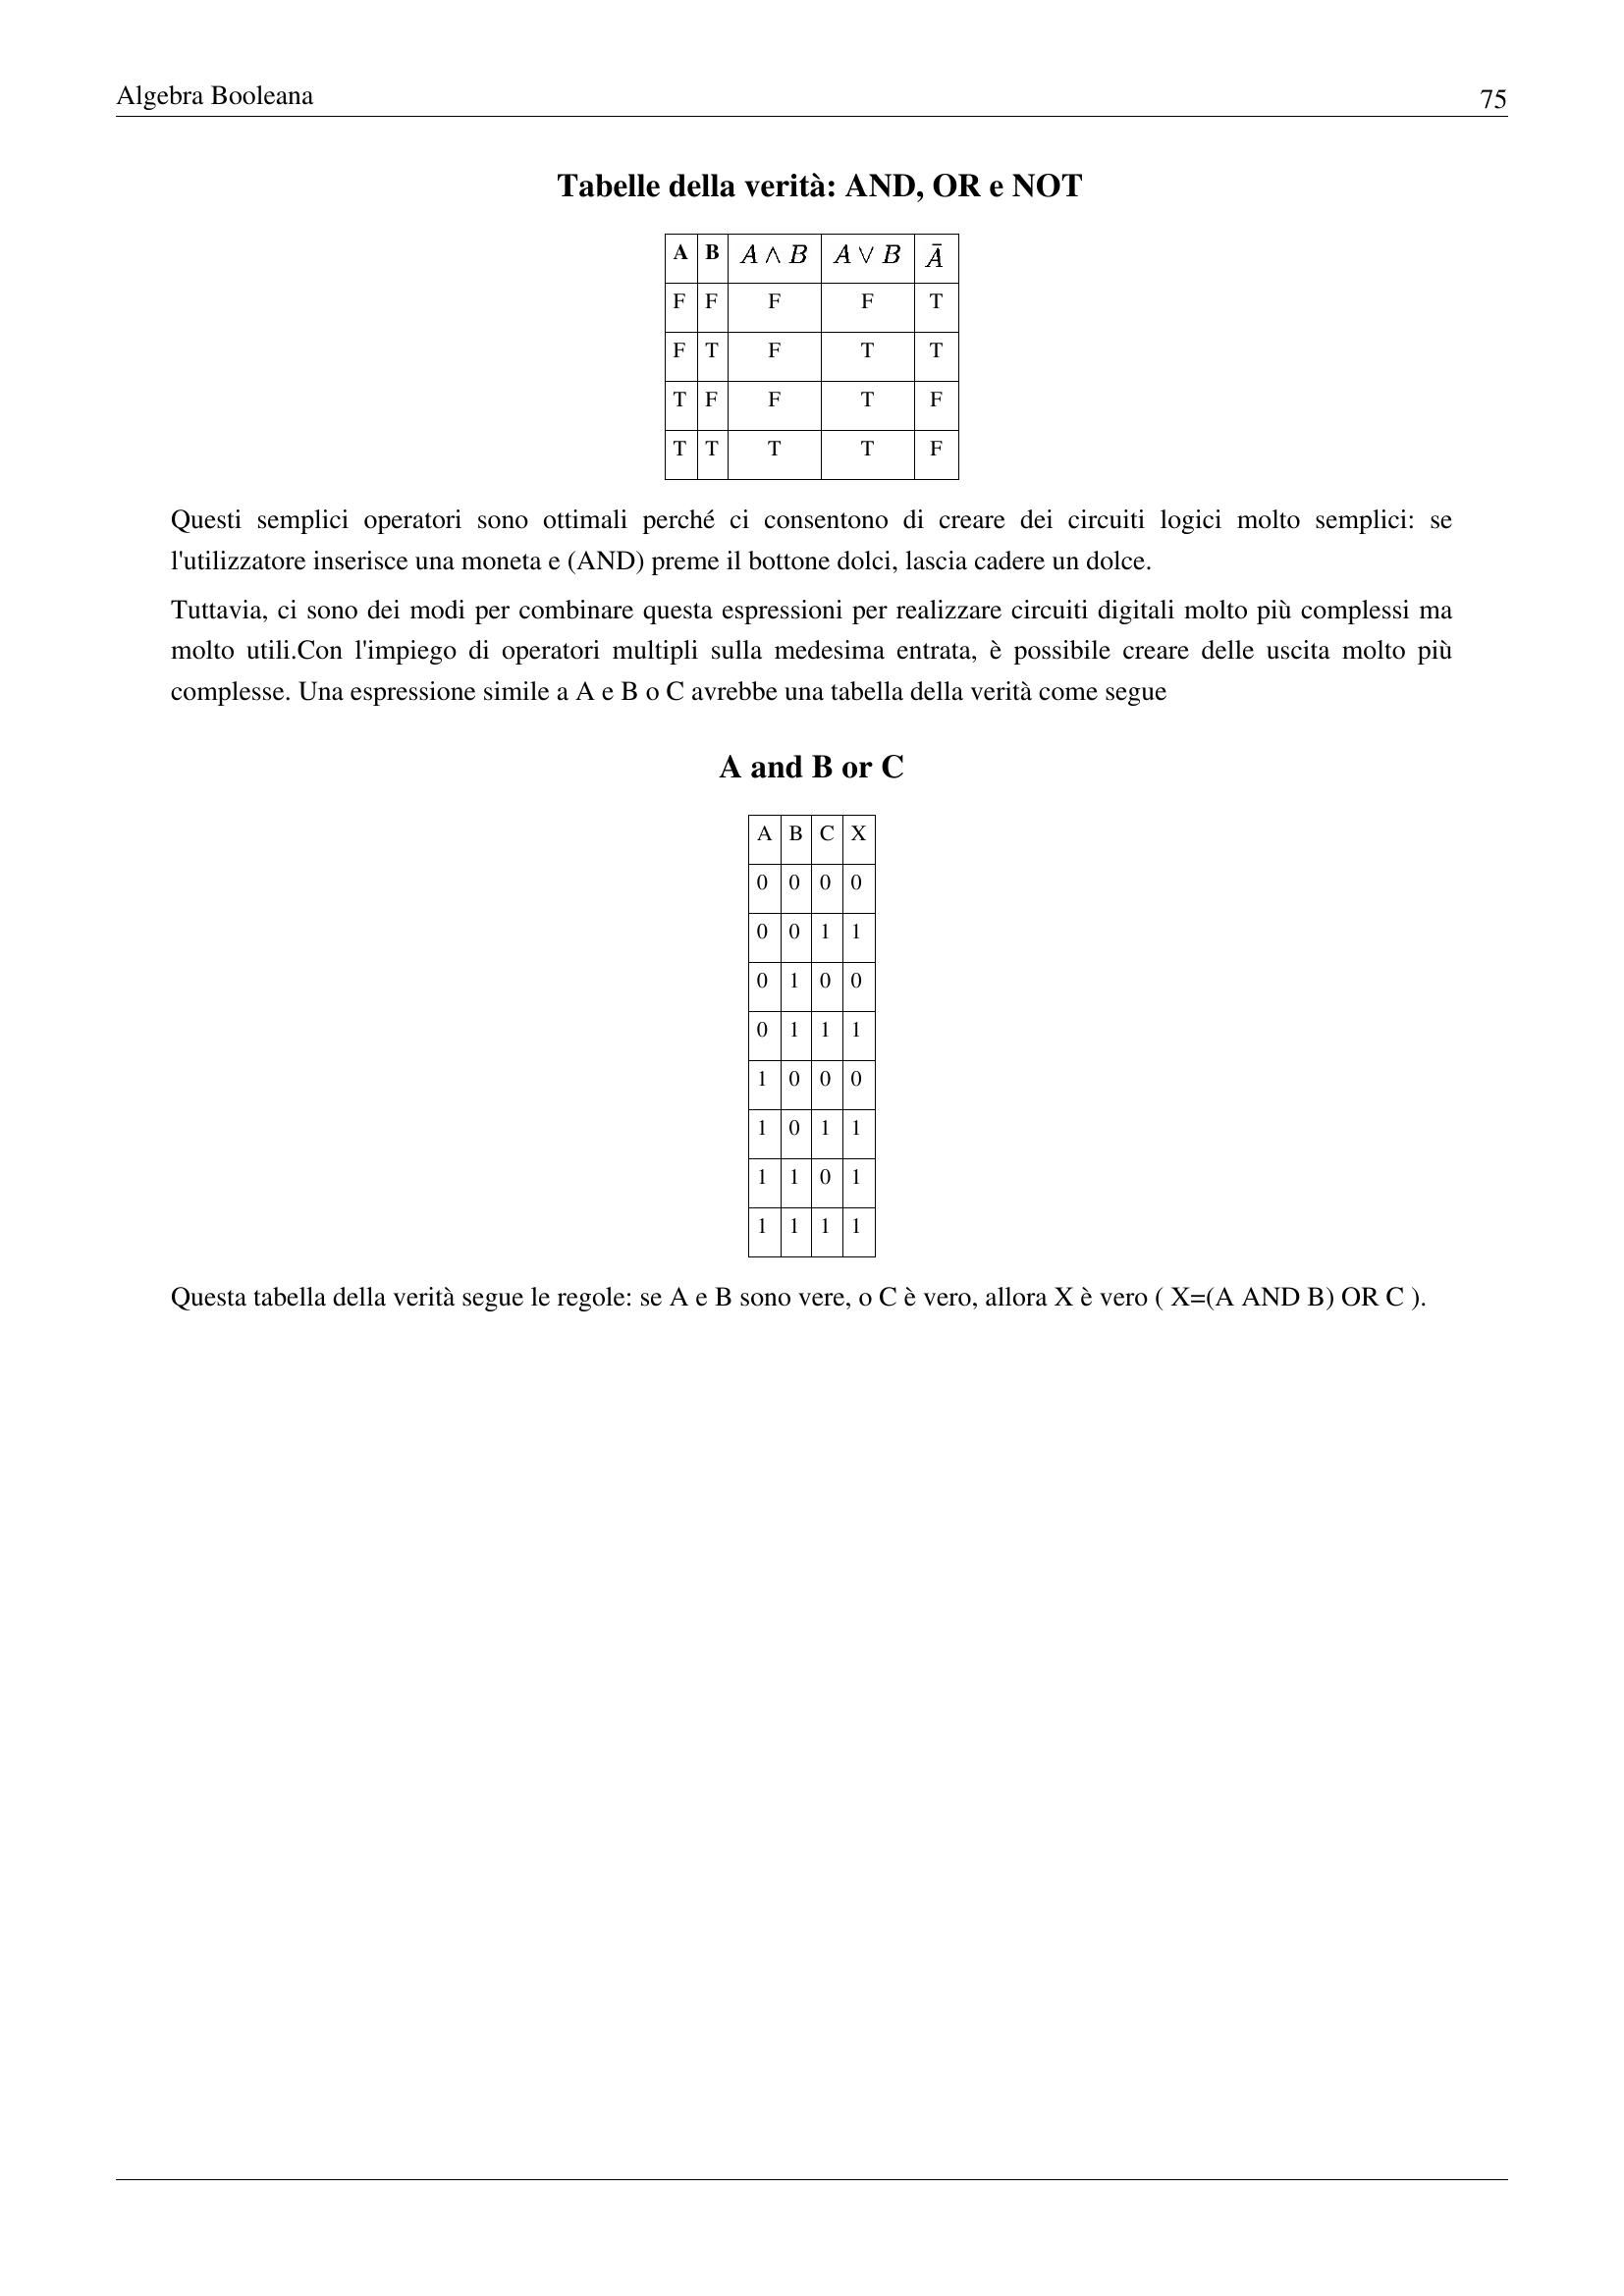 Algebra Booleana 75
Tabelle della verità: AND, OR e NOT
A B A ∧ B A ∨ B Ā
F F F F T
F T F T T
T F F T F
T T T T F
Questi semplici operatori sono ottimali perché ci consentono di creare dei circuiti logici molto semplici: se
l'utilizzatore inserisce una moneta e (AND) preme il bottone dolci, lascia cadere un dolce.
Tuttavia, ci sono dei modi per combinare questa espressioni per realizzare circuiti digitali molto più complessi ma
molto utili.Con l'impiego di operatori multipli sulla medesima entrata, è possibile creare delle uscita molto più
complesse. Una espressione simile a A e B o C avrebbe una tabella della verità come segue
A and B or C
A B C X
0 0 0 0
0 0 1 1
0 1 0 0
0 1 1 1
1 0 0 0
1 0 1 1
1 1 0 1
1 1 1 1
Questa tabella della verità segue le regole: se A e B sono vere, o C è vero, allora X è vero ( X=(A AND B) OR C ).